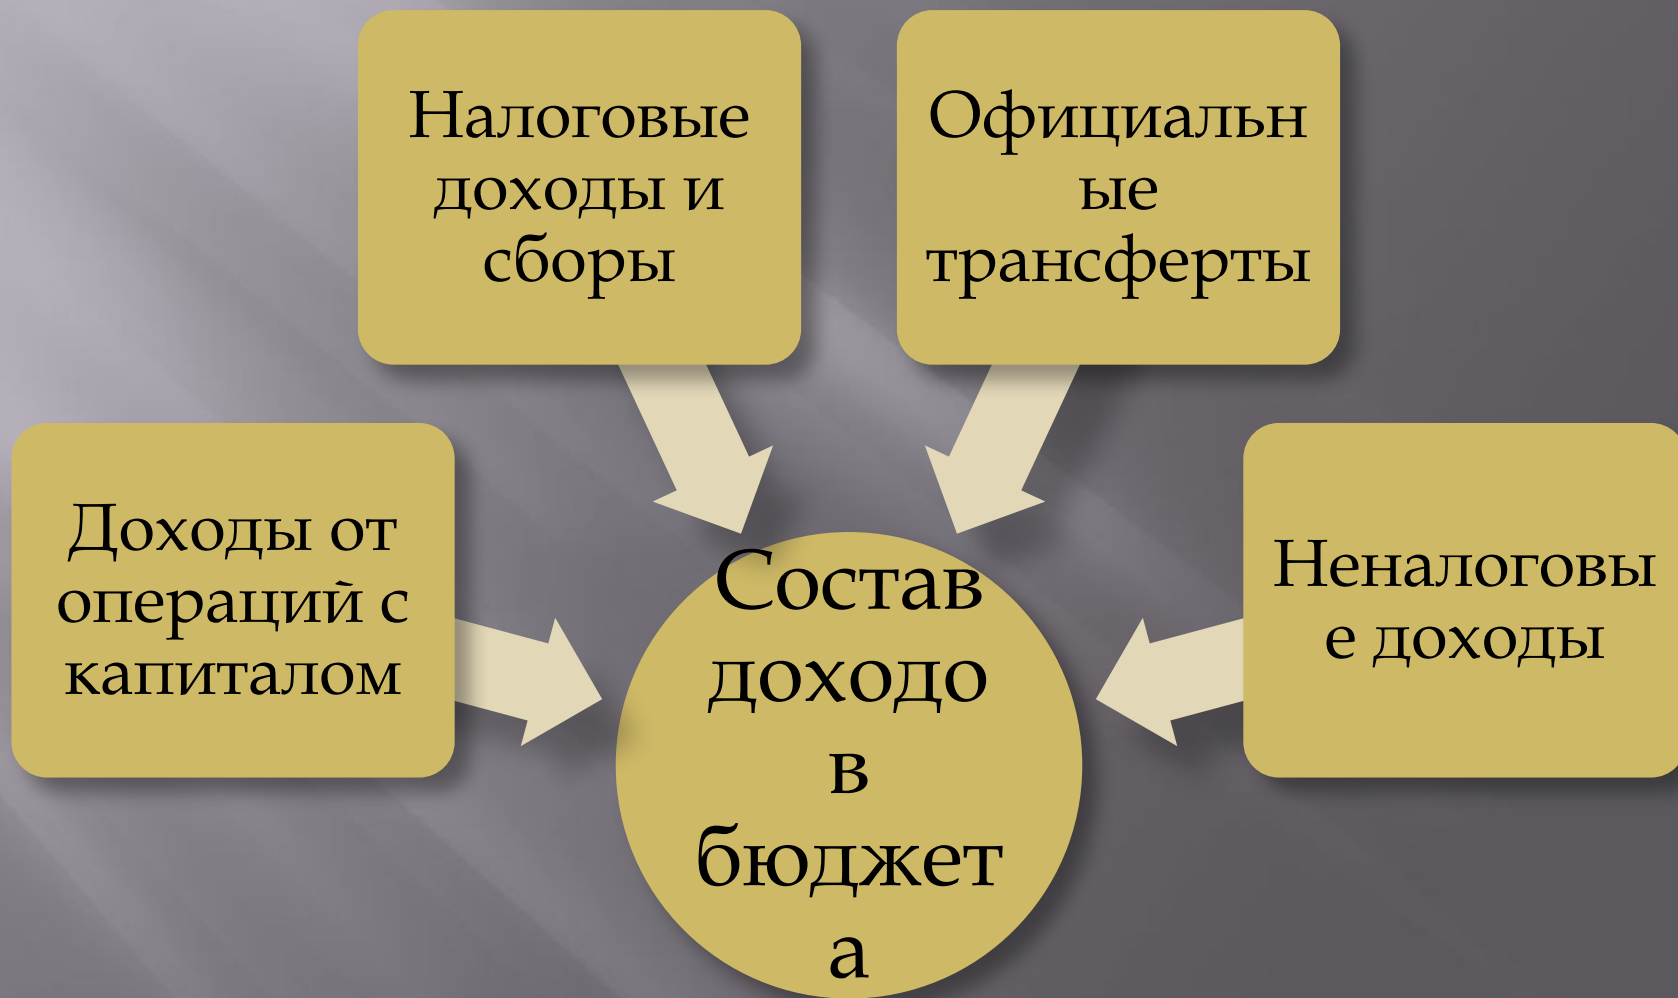 Налоговые
доходы и
сборы
Официальн
ые
трансферты
Доходы от
операций с
капиталом
Неналоговы
е доходы
Состав
доходо
в
бюджет
а